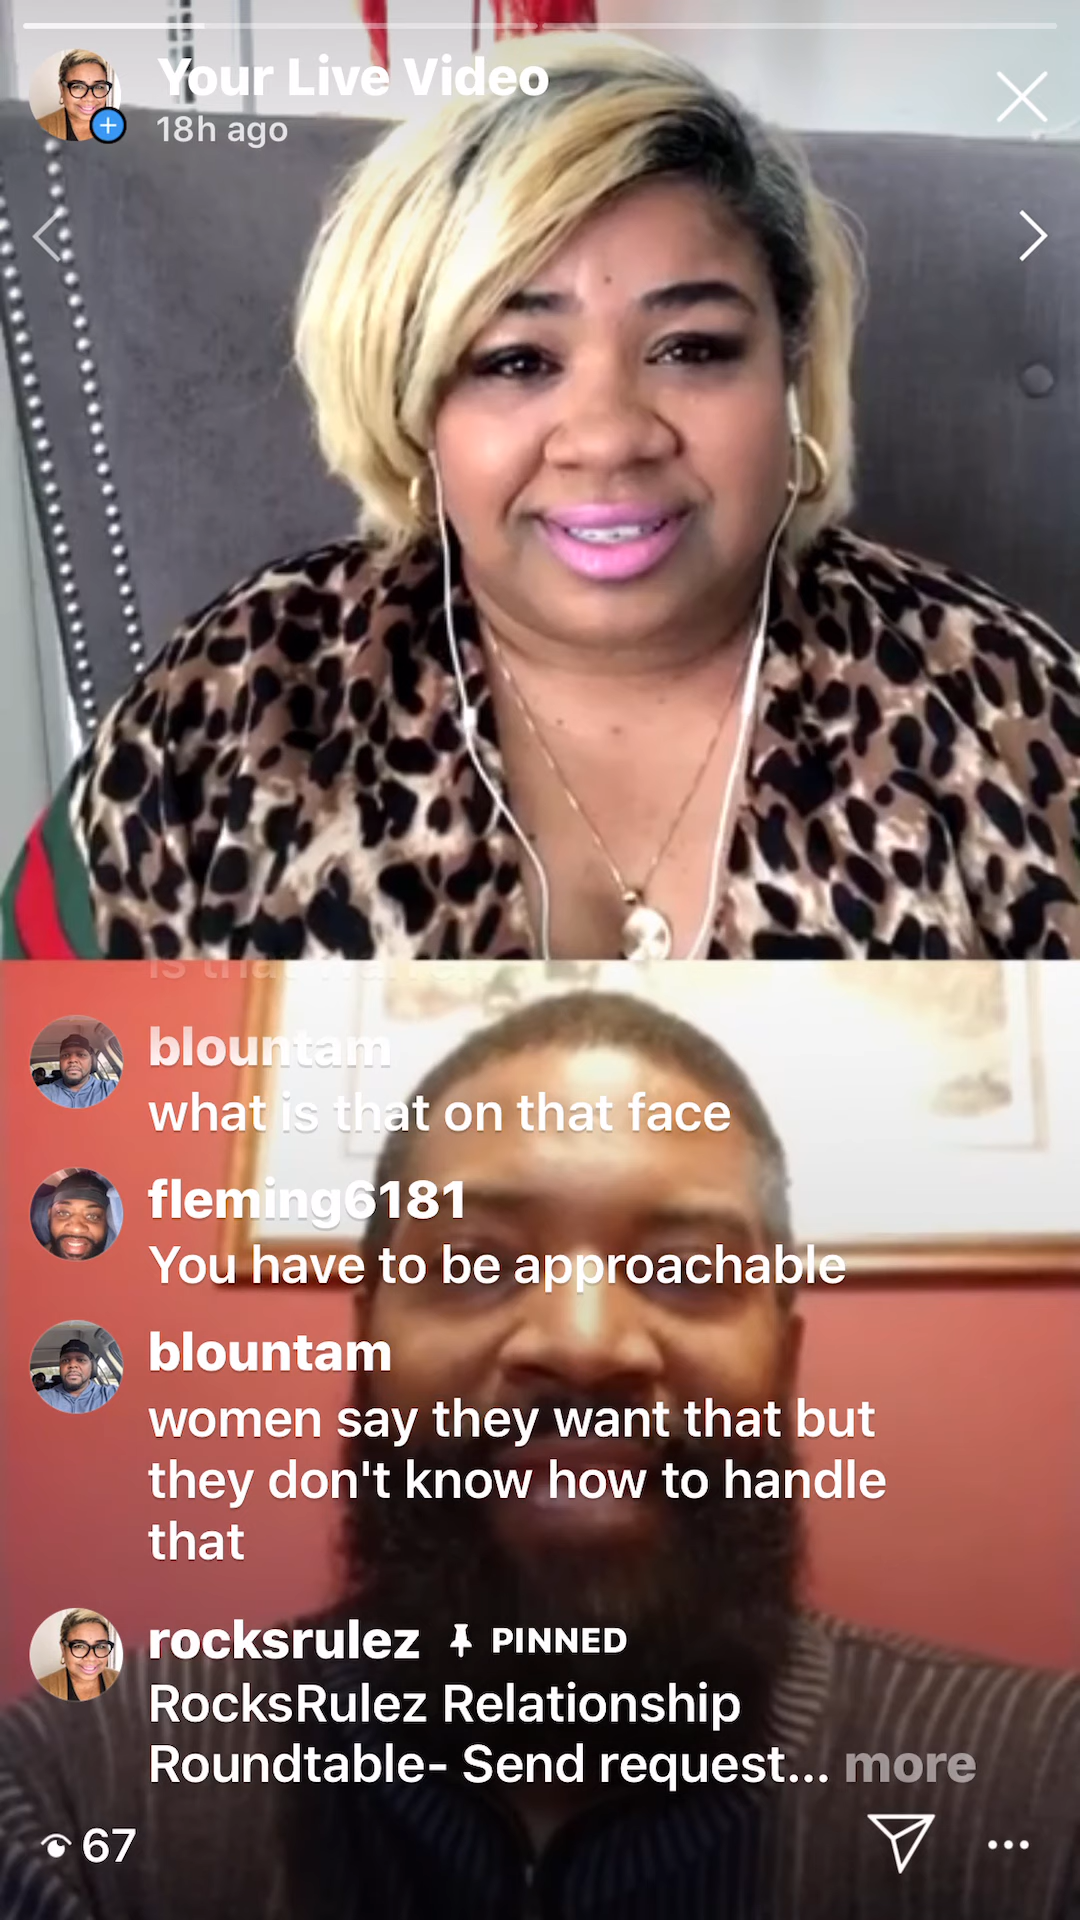 Your Live Video
18h ago
blountam
what is that on that face
fleming6181
You have to be approachable
blountam
women say they want that but
they don't know how to handle
that
rocksrulez PINNED
RocksRulez Relationship
Roundtable- Send request... more
67